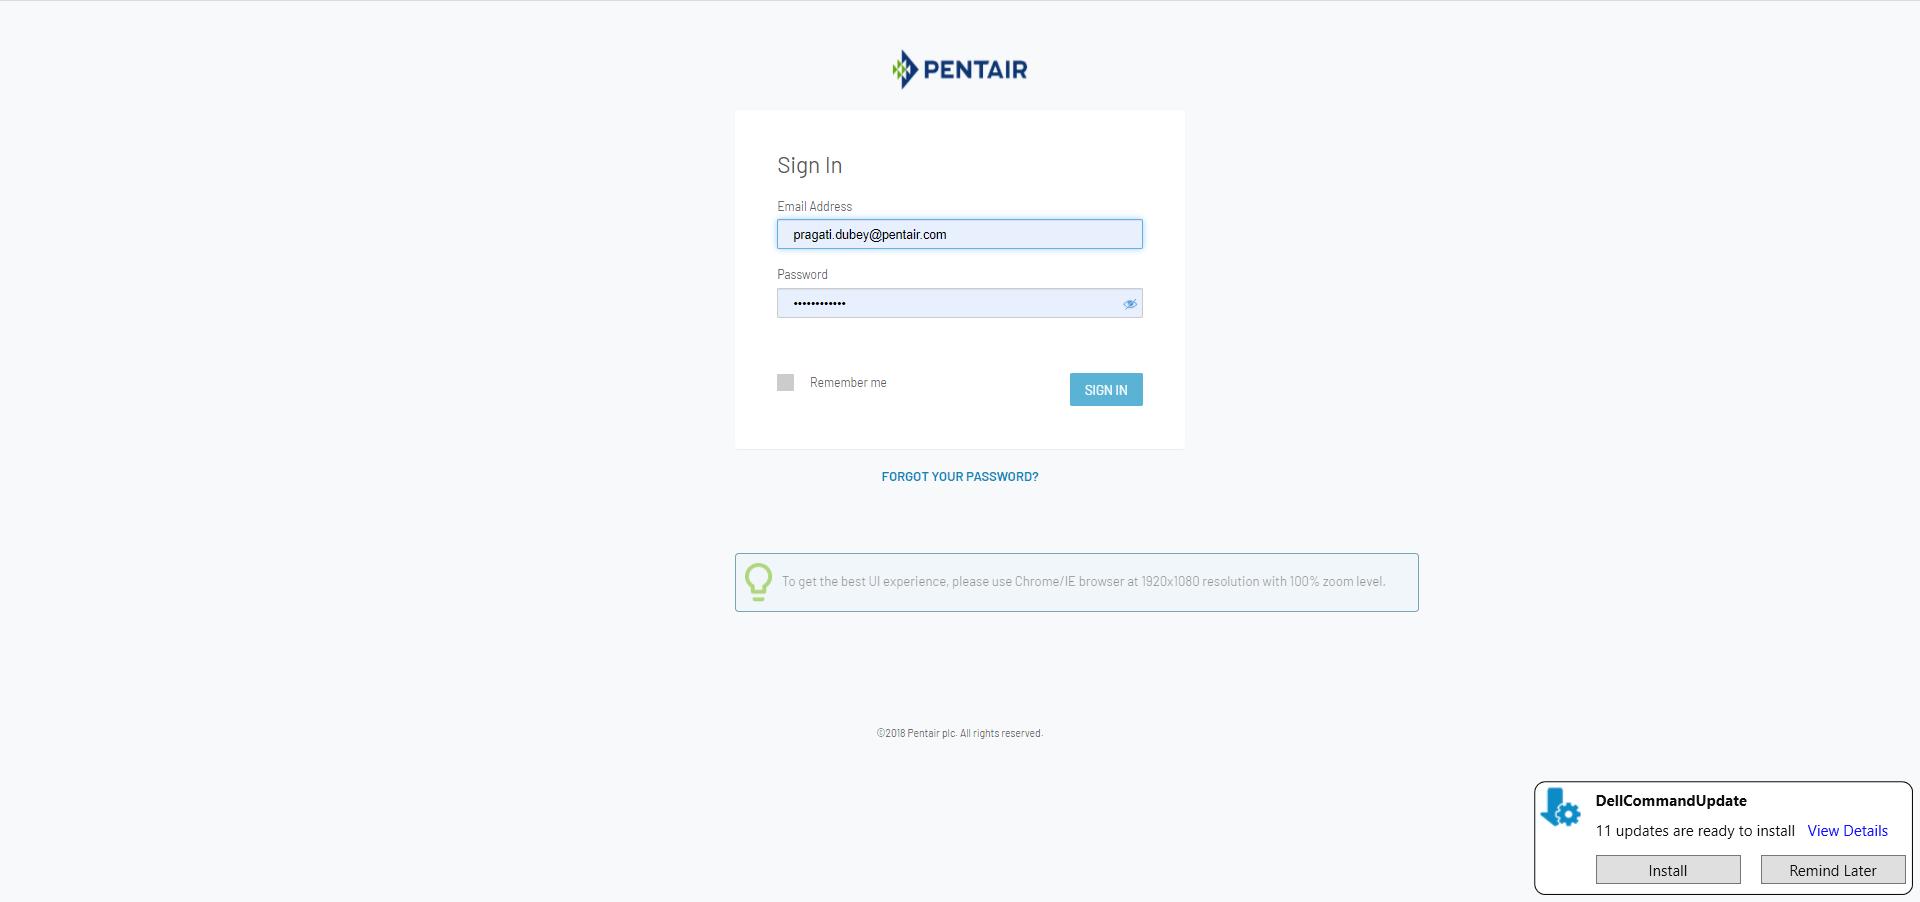 PENTAIR
Sign In
Email Address
pragati.dubey@pentair.com
Password
••••••••••••
Remember me
SIGN IN
FORGOT YOUR PASSWORD?
To get the best UI experience, please use Chrome/IE browser at 1920x1080 resolution with 100% zoom level.
©2018 Pentair plc. All rights reserved.
DellCommandUpdate
11 updates are ready to install View Details
Install Remind Later